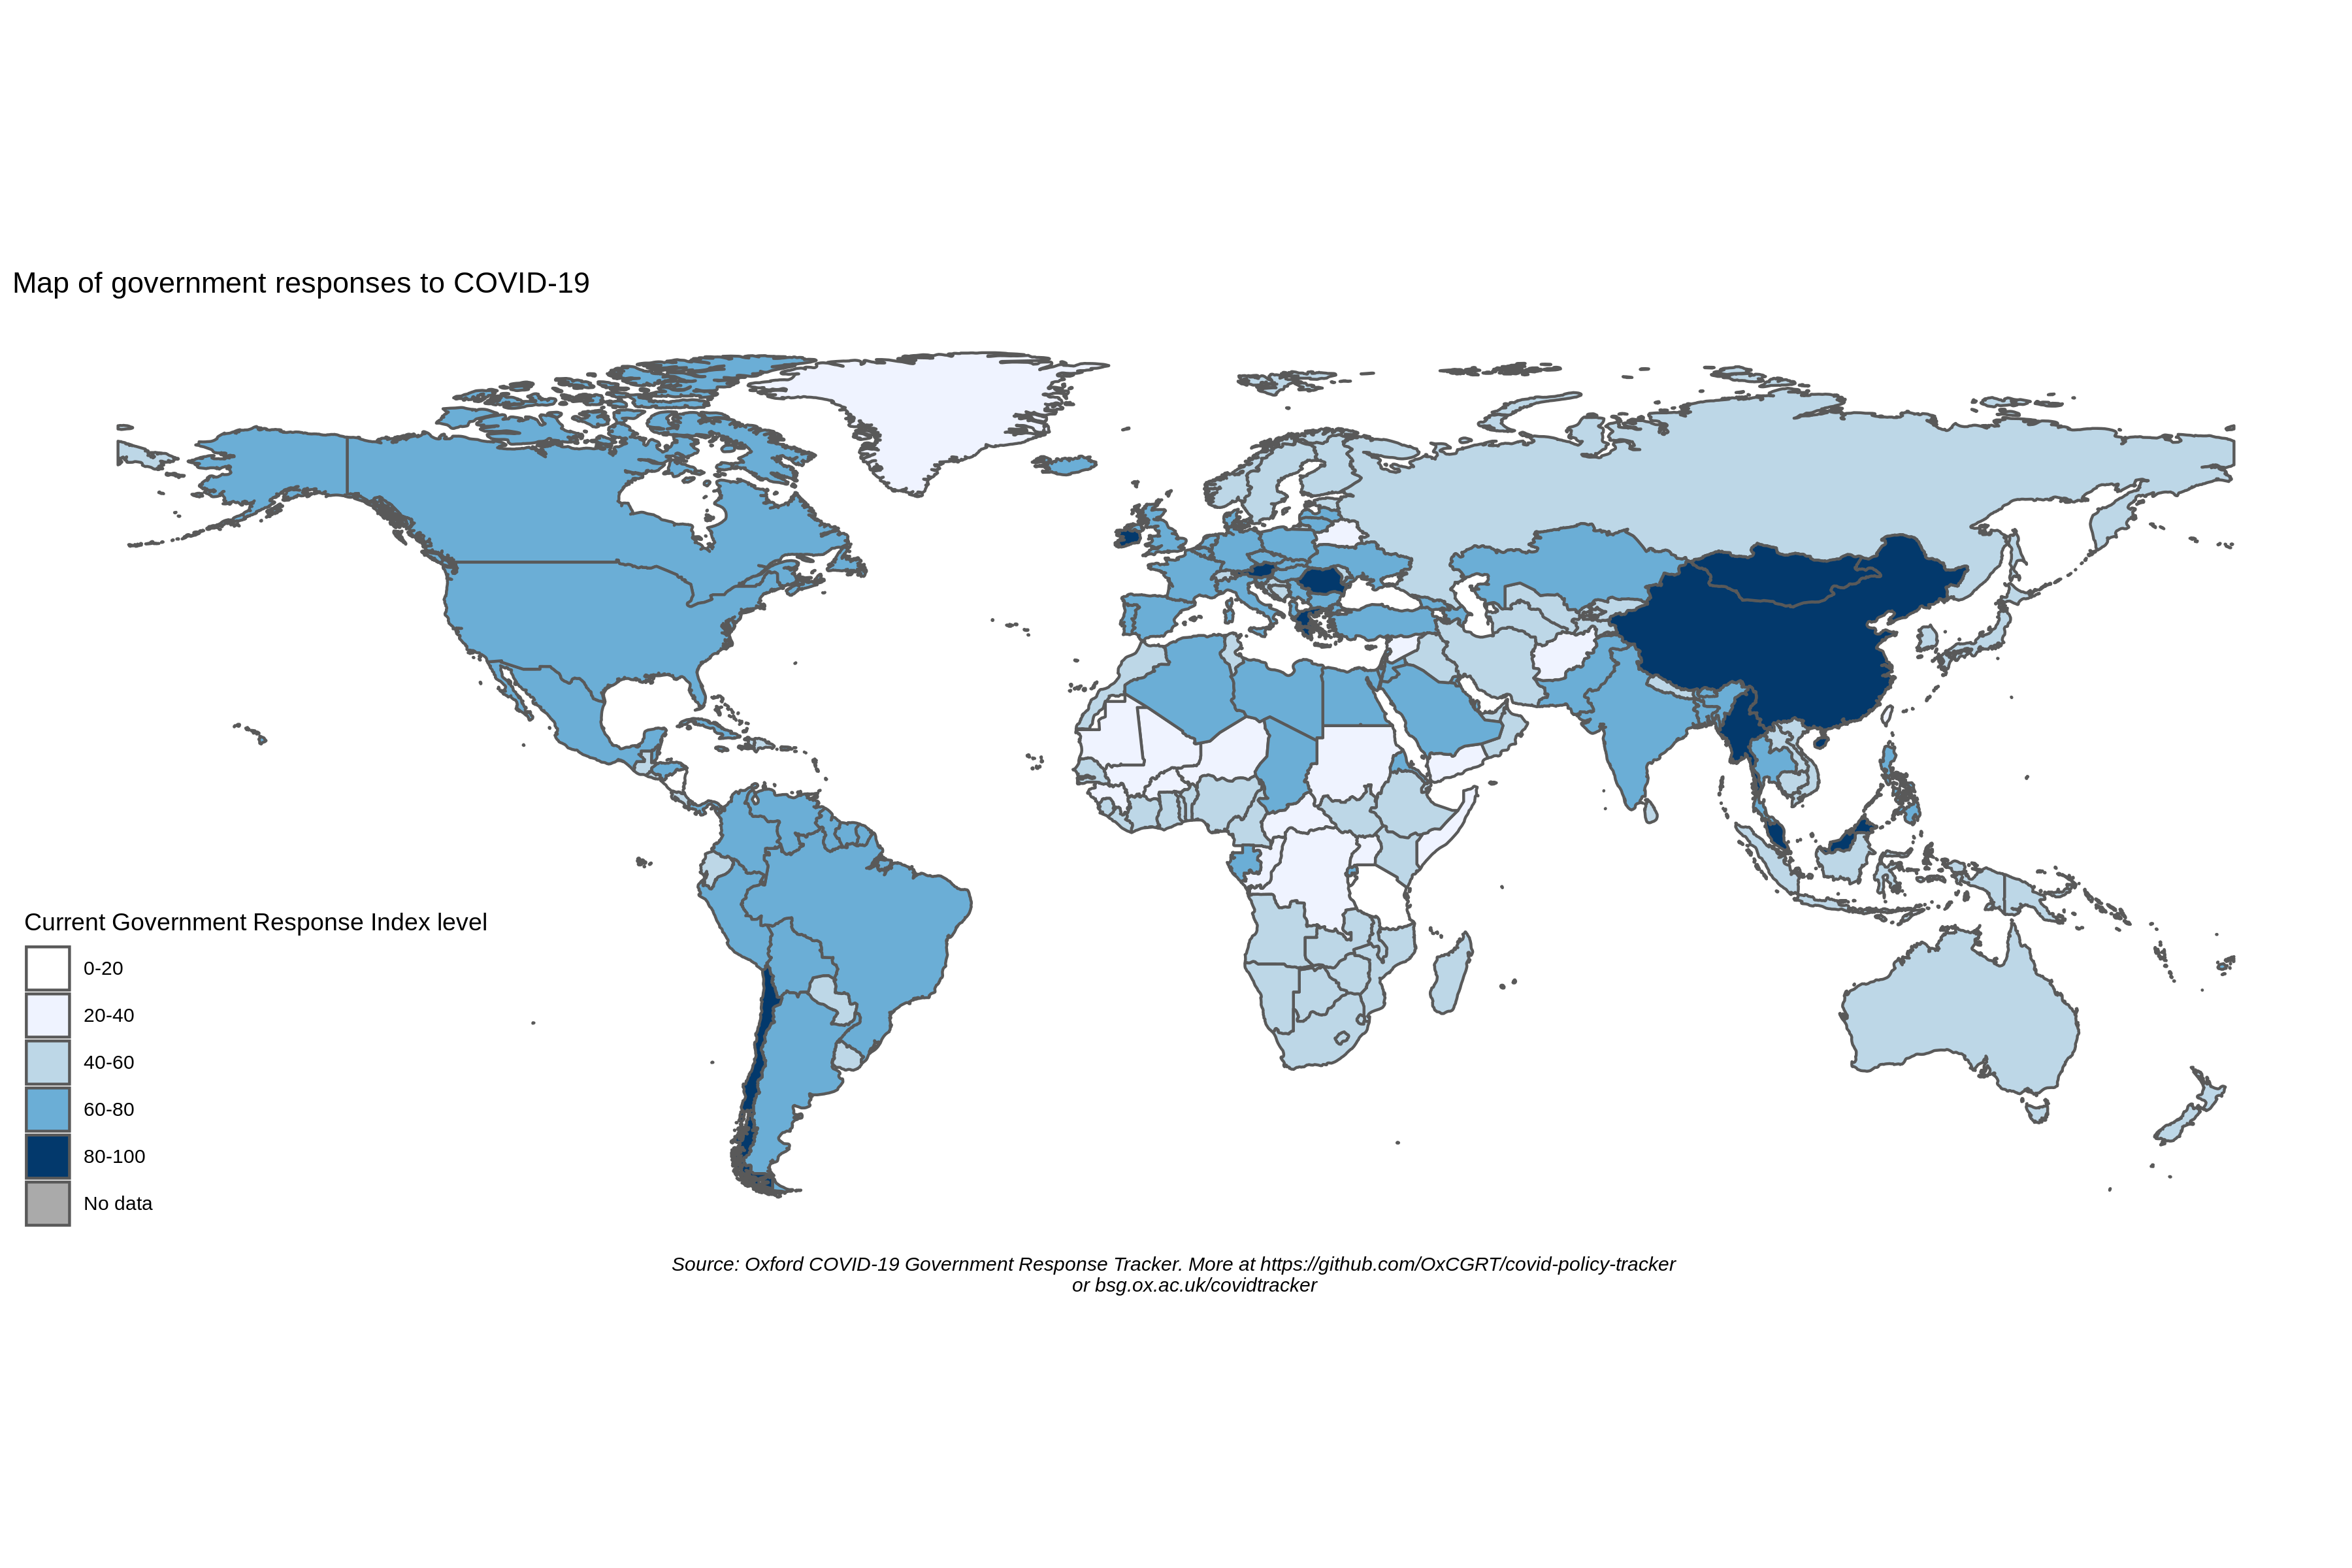 Map of government responses to COVID-19
Current Government Response Index level
0-20
20-40
40-60
60-80
80-100
No data
Source: Oxford COVID-19 Government Response Tracker. More at https://github.com/OxCGRT/covid-policy-tracker
or bsg.ox.ac.uk/covidtracker